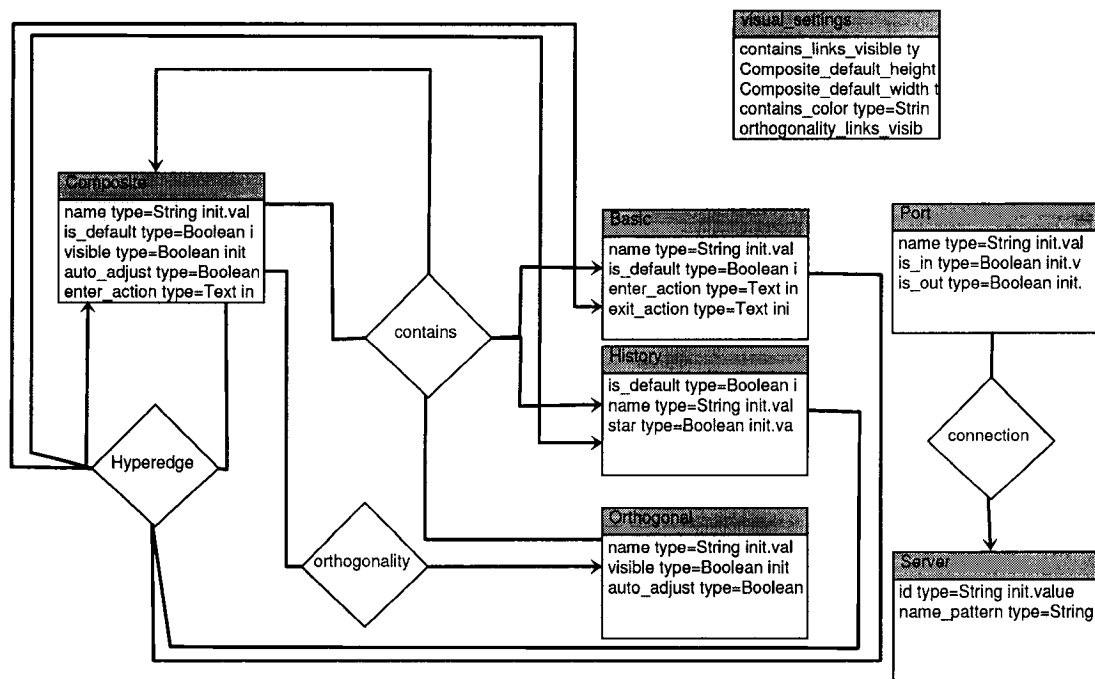 visual_settings
contains_links_visible ty
Composite_default_height
Composite_default_width t
contains_color type=Strin
orthogonality_links_visib
Composite
name type=String init.val
is_default type=Boolean i
visible type=Boolean init
auto_adjust type=Boolean
enter_action type=Text in
Basic
name type=String init.val
is_default type=Boolean i
enter_action type=Text in
exit_action type=Text ini
Port
name type=String init.val
is_in type=Boolean init.v
is_out type=Boolean init.
contains
History
is_default type=Boolean i
name type=String init.val
star type=Boolean init.va
Hyperedge
connection
orthogonality
Orthogonal
name type=String init.val
visible type=Boolean init
auto_adjust type=Boolean
Server
id type=String init.value
name_pattern type=String